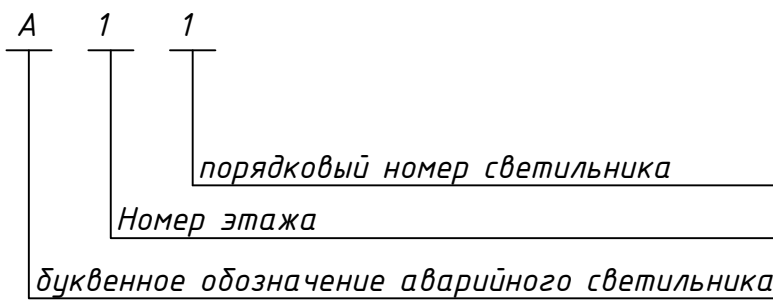 А 1 1
порядковый номер светильника
Номер этажа
буквенное обозначение аварийного светильника